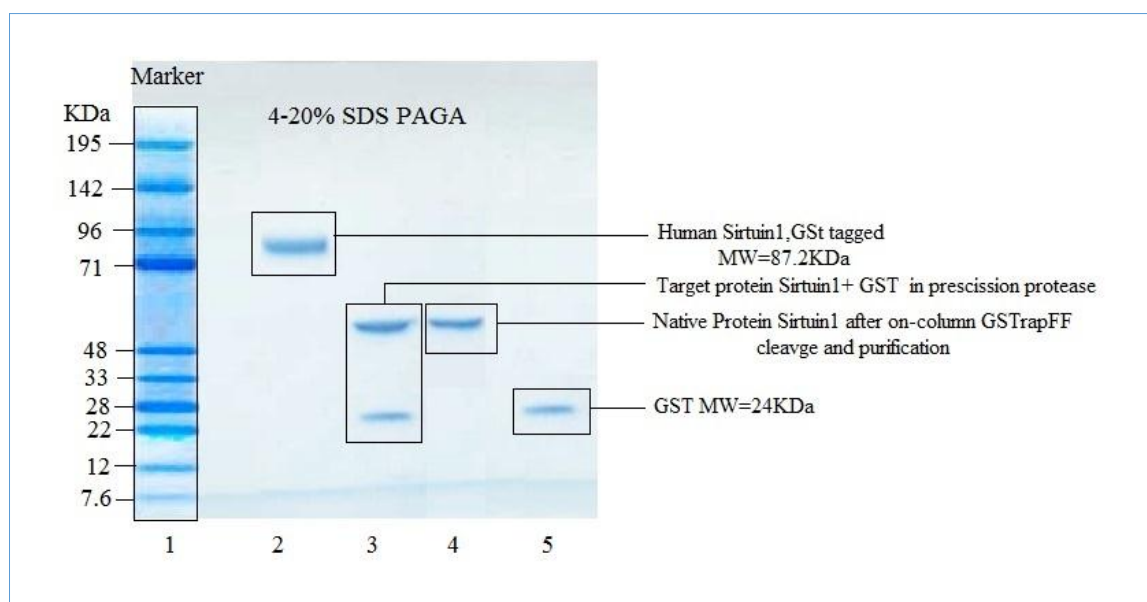 Marker
KDa
4-20% SDS PAGA
195
142
96
71
48
33
28
22
12
7.6
Human Sirtuin1,GSt tagged
MW=87.2KDa
Target protein Sirtuin1+ GST in prescission protease
Native Protein Sirtuin1 after on-column GSTrapFF
cleavge and purification
GST MW=24KDa
1 2 3 4 5